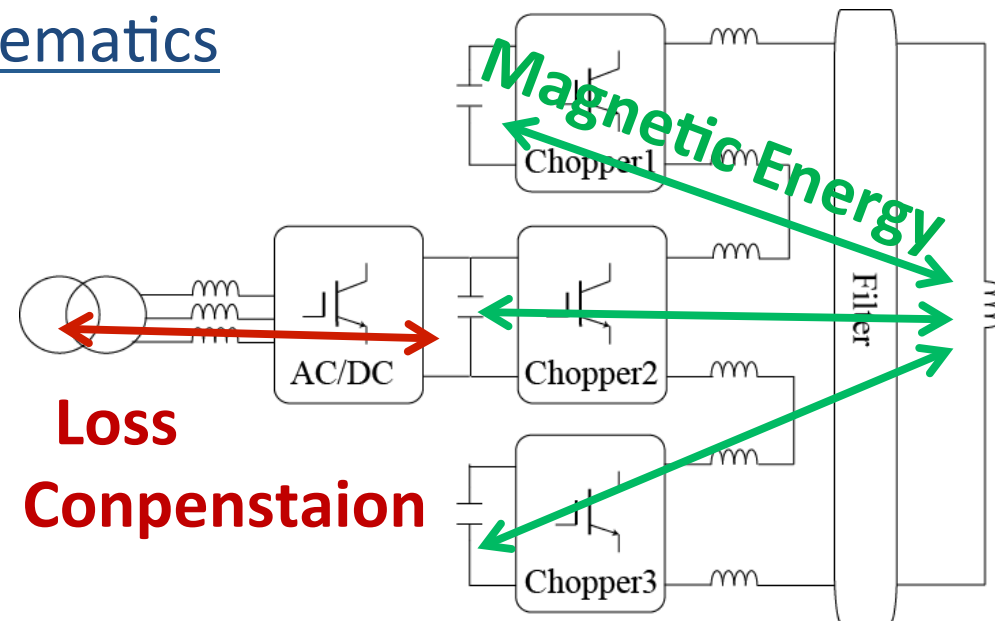 ematics
Magnetic Energy
Chopper1
Filter
AC/DC
Chopper2
Loss
Conpenstaion
Chopper3